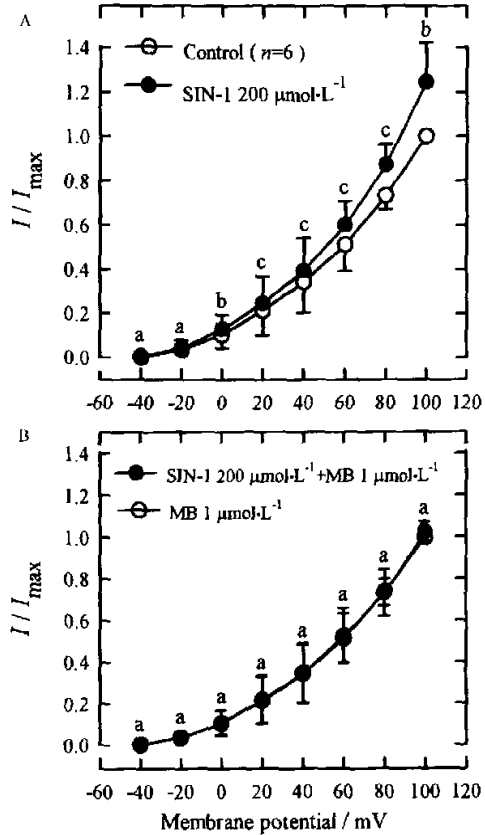 A
Control ( n=6 )
SIN-1 200 μmol·L⁻¹
I / Imax
1.4
1.2
1.0
0.8
0.6
0.4
0.2
0.0
a a b c c c c b
-60 -40 -20 0 20 40 60 80 100 120
B
SIN-1 200 μmol·L⁻¹+MB 1 μmol·L⁻¹
MB 1 μmol·L⁻¹
I / Imax
1.4
1.2
1.0
0.8
0.6
0.4
0.2
0.0
a a a a a a a a
-60 -40 -20 0 20 40 60 80 100 120
Membrane potential / mV